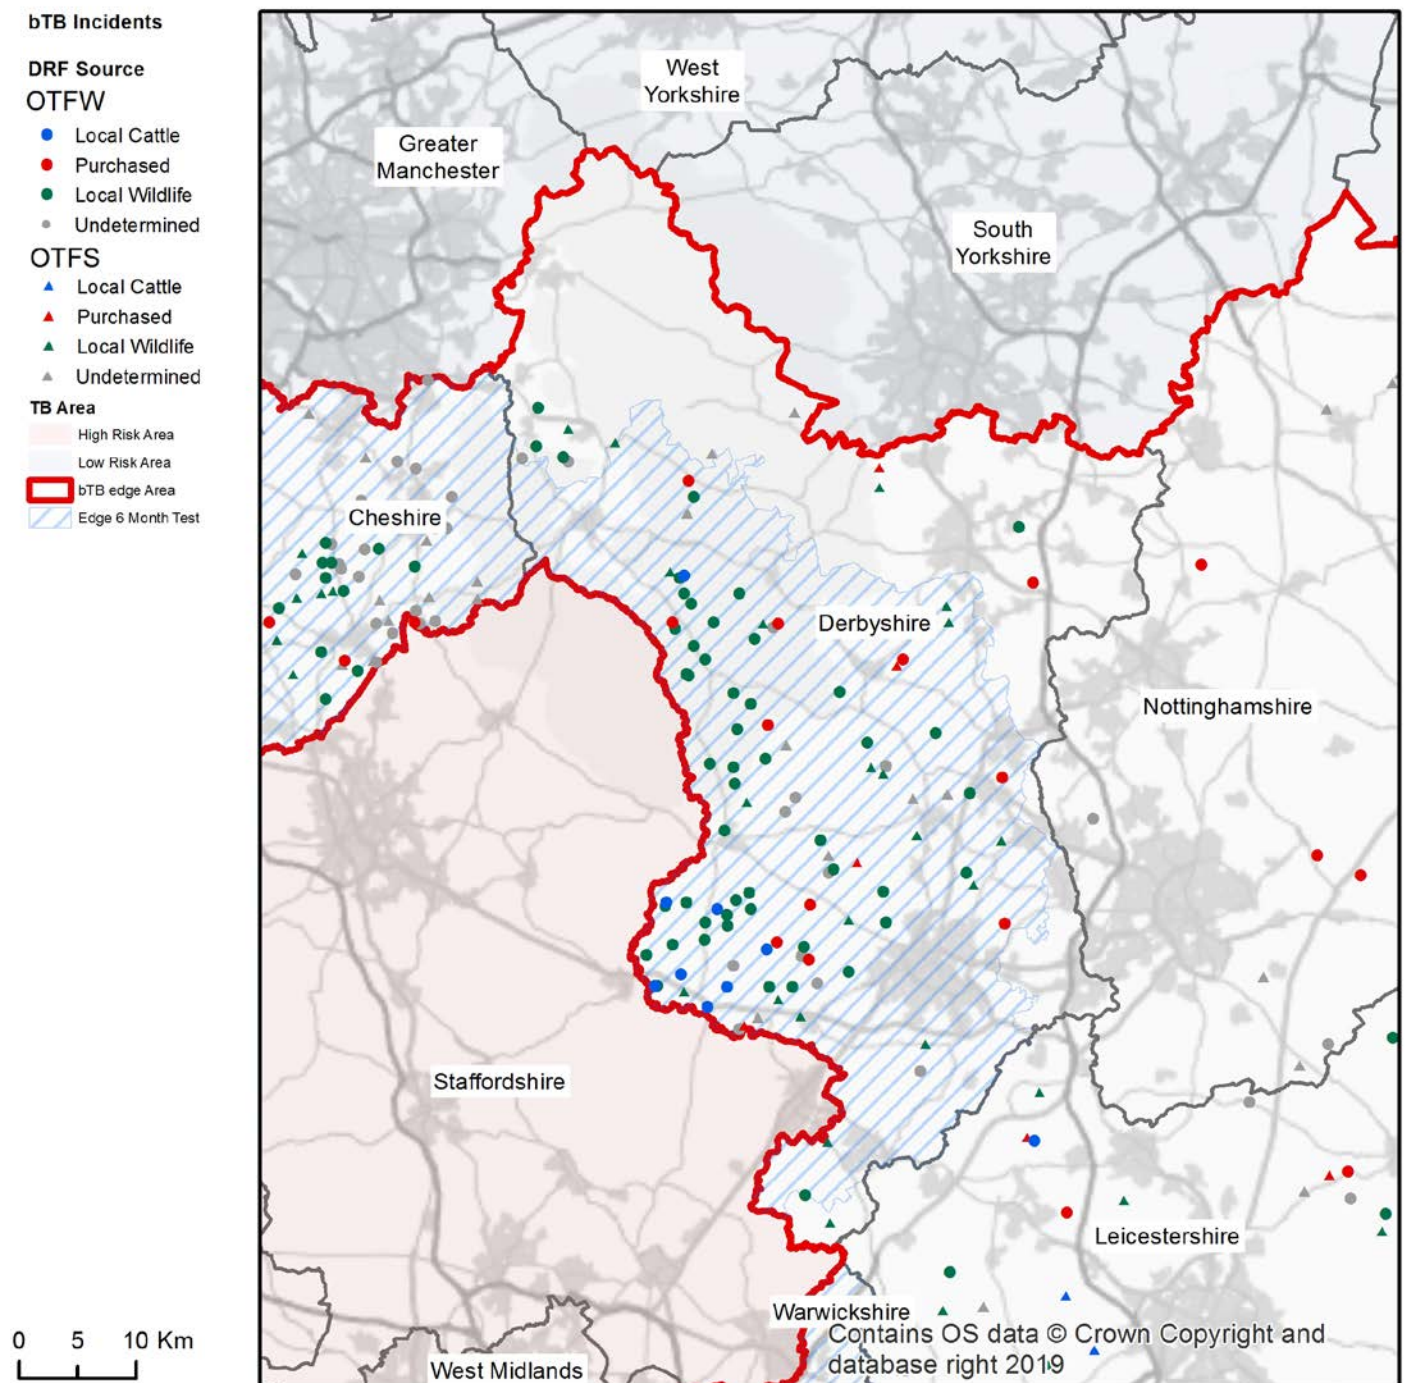 bTB Incidents
DRF Source
OTFW
Local Cattle
Purchased
Local Wildlife
Undetermined
OTFS
Local Cattle
Purchased
Local Wildlife
Undetermined
TB Area
High Risk Area
Low Risk Area
bTB edge Area
Edge 6 Month Test
0 5 10 Km
West
Yorkshire
Greater
Manchester
South
Yorkshire
Cheshire
Derbyshire
Nottinghamshire
Staffordshire
Leicestershire
Warwickshire
West Midlands
Contains OS data © Crown Copyright and
database right 2019